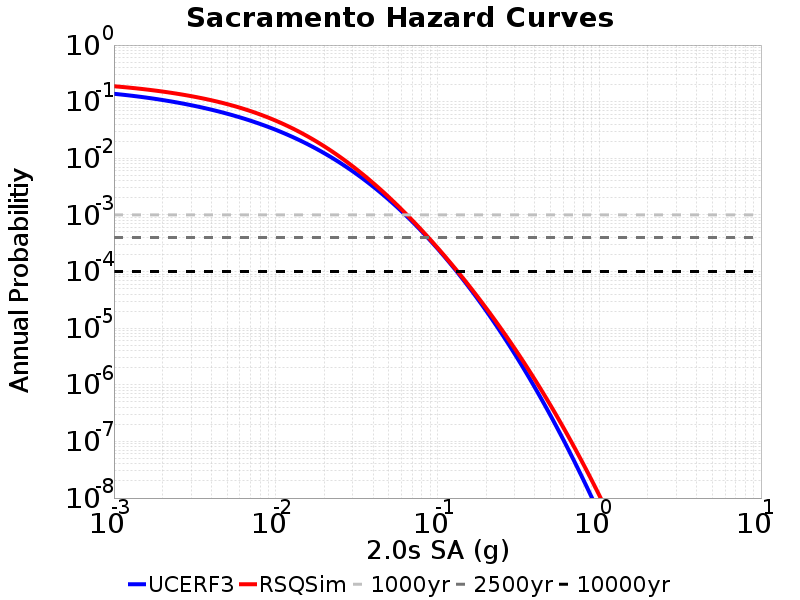 Sacramento Hazard Curves
Annual Probabilitiy
10^0
10^-1
10^-2
10^-3
10^-4
10^-5
10^-6
10^-7
10^-8
10^-3 10^-2 10^-1 10^0 10^1
2.0s SA (g)
UCERF3 RSQSim 1000yr 2500yr 10000yr